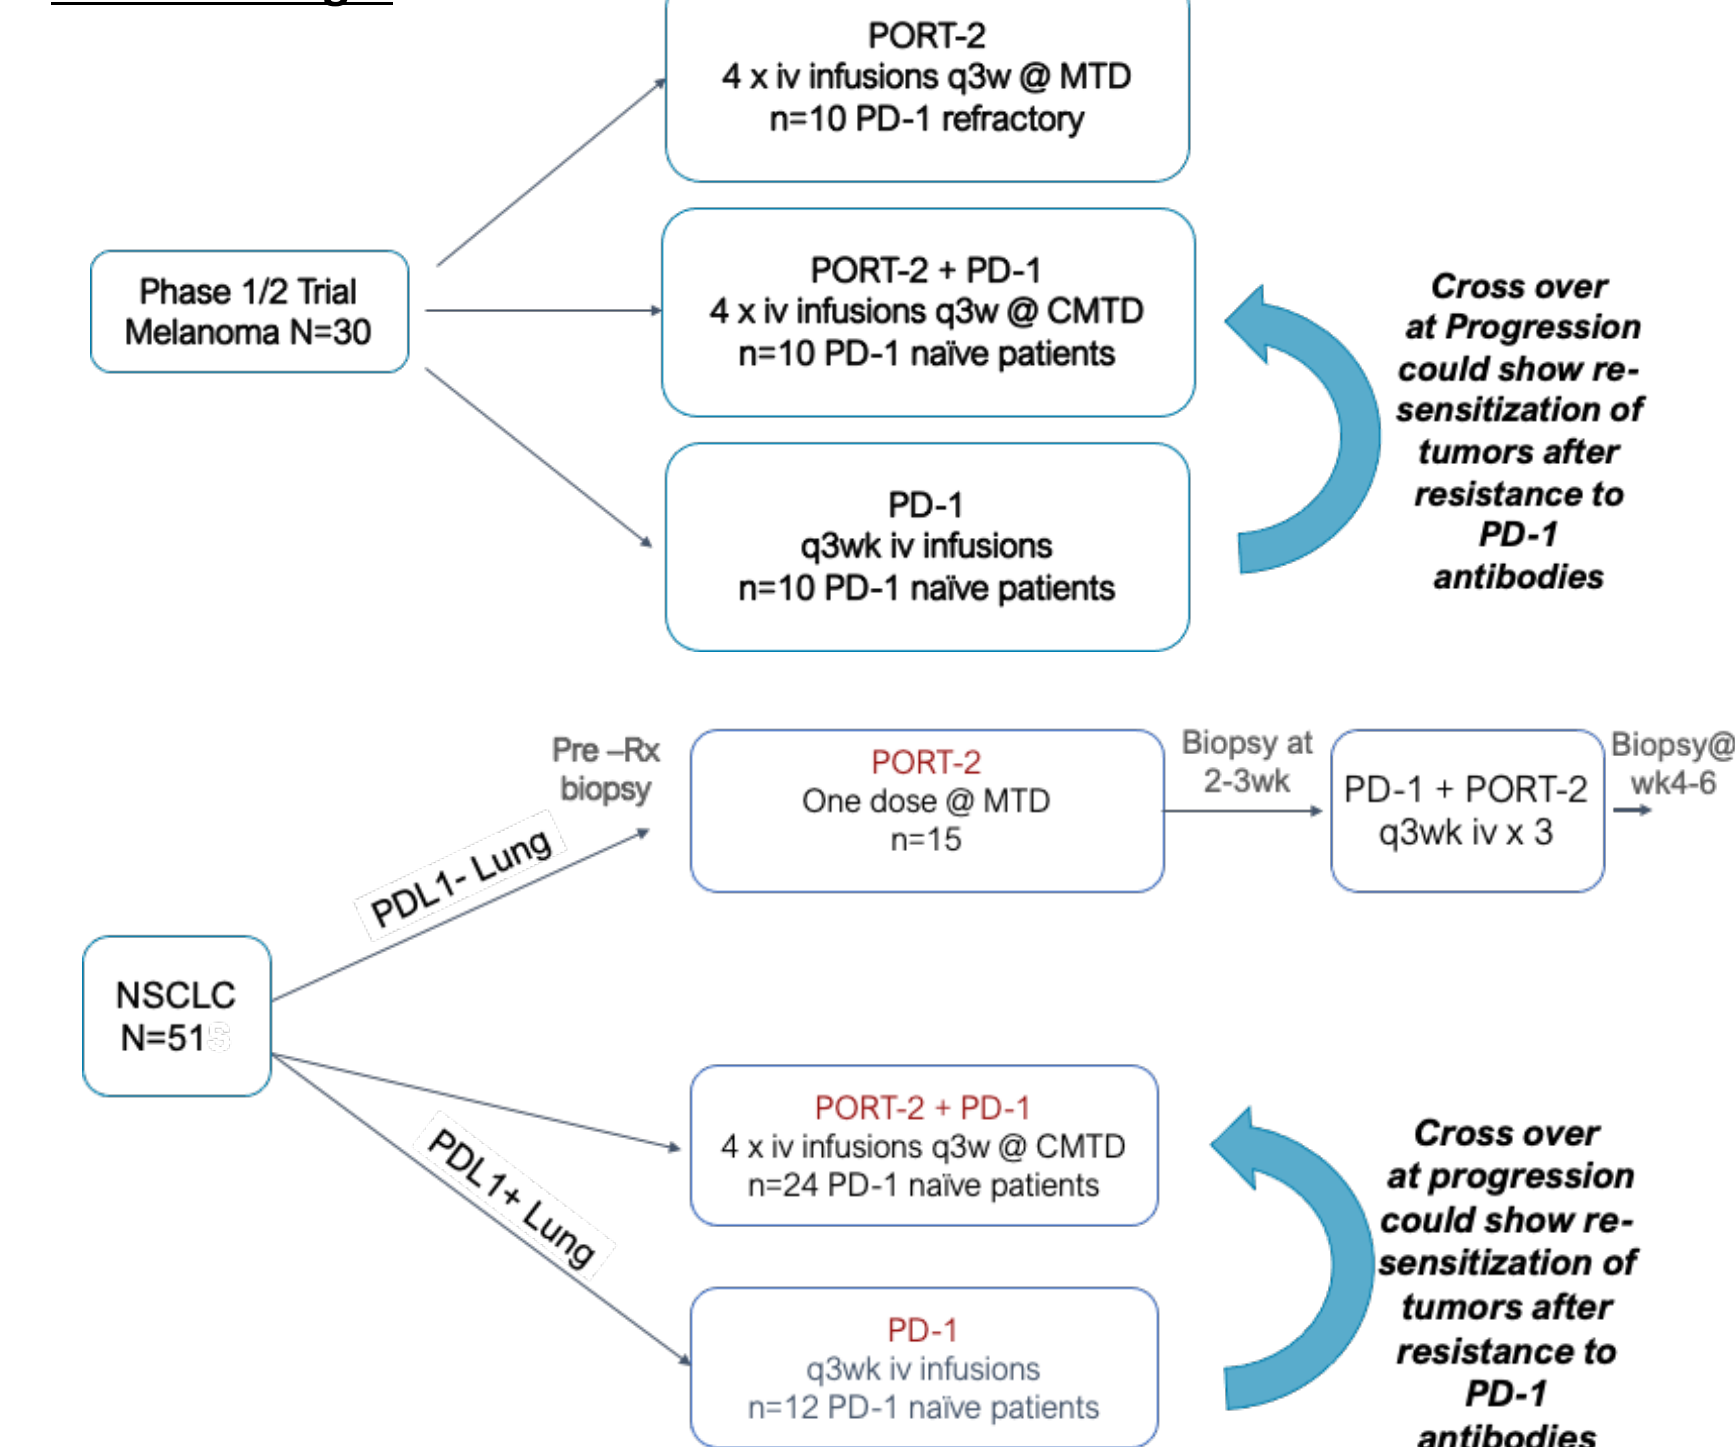 PORT-2
4 x iv infusions q3w @ MTD
n=10 PD-1 refractory
PORT-2 + PD-1
4 x iv infusions q3w @ CMTD
n=10 PD-1 naïve patients
Phase 1/2 Trial
Melanoma N=30
PD-1
q3wk iv infusions
n=10 PD-1 naïve patients
Cross over
at Progression
could show re-
sensitization of
tumors after
resistance to
PD-1
antibodies
Pre –Rx
biopsy
PORT-2
One dose @ MTD
n=15
Biopsy at
2-3wk
PD-1 + PORT-2
q3wk iv x 3
Biopsy@
wk4-6
PDL1- Lung
NSCLC
N=51
PDL1+ Lung
PORT-2 + PD-1
4 x iv infusions q3w @ CMTD
n=24 PD-1 naïve patients
PD-1
q3wk iv infusions
n=12 PD-1 naïve patients
Cross over
at progression
could show re-
sensitization of
tumors after
resistance to
PD-1
antibodies